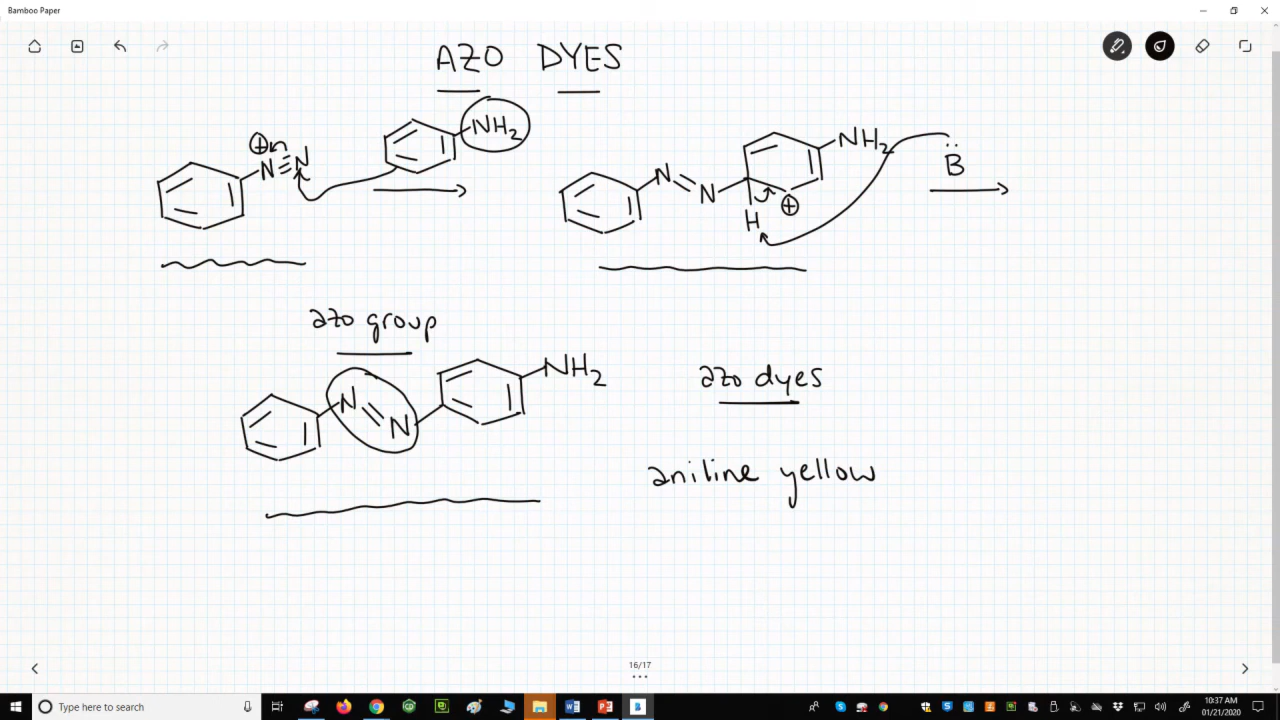 Bamboo Paper
AZO DYES
NH2
⊕
N≡N
N=N
NH2
B̈
H
⊕
azo group
N=N
NH2
azo dyes
aniline yellow
16/17
Type here to search
10:37 AM
01/21/2020